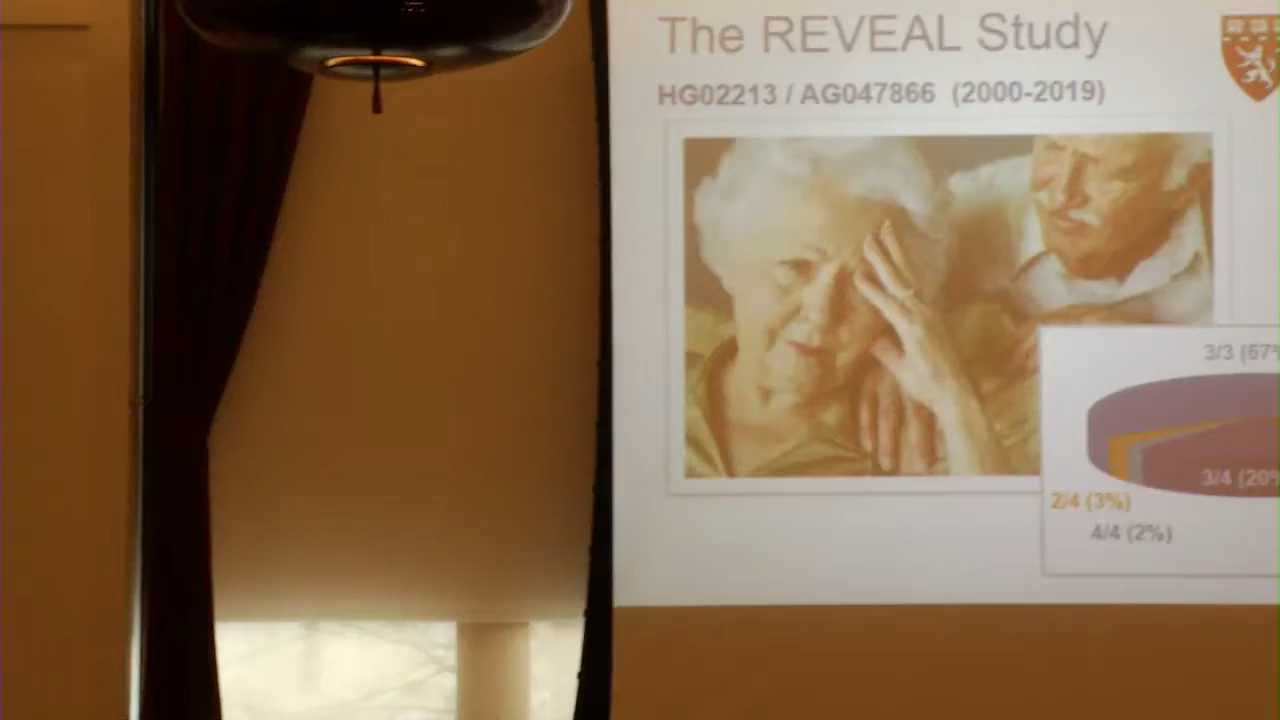 The REVEAL Study
HG02213 / AG047866 (2000-2019)
3/3 (67%
3/4 (20%
2/4 (3%)
4/4 (2%)